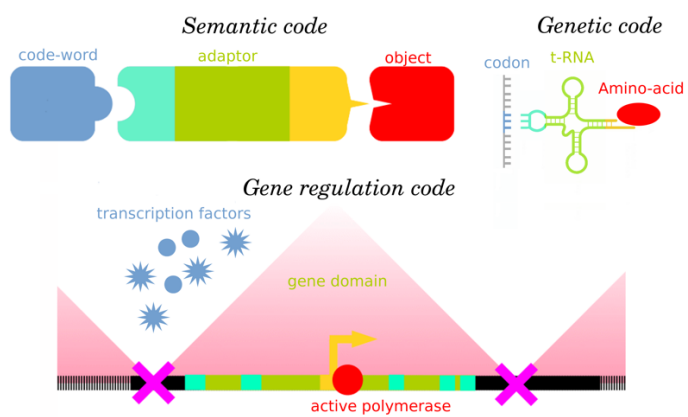 Semantic code
Genetic code
code-word
adaptor
object
codon
t-RNA
Amino-acid
Gene regulation code
transcription factors
gene domain
active polymerase